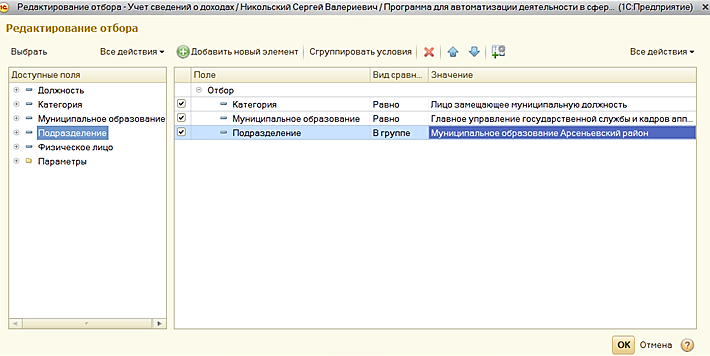 Редактирование отбора - Учет сведений о доходах / Никольский Сергей Валериевич / Программа для автоматизации деятельности в сфер... (1С:Предприятие)
Редактирование отбора
Выбрать Все действия Добавить новый элемент Сгруппировать условия Все действия
Доступные поля Поле Вид сравн... Значение
Должность Отбор
Категория Категория Равно Лицо замещающее муниципальную должность
Муниципальное образование Муниципальное образование Равно Главное управление государственной службы и кадров апп...
Подразделение Подразделение В группе Муниципальное образование Арсеньевский район
Физическое лицо
Параметры
OK Отмена ?